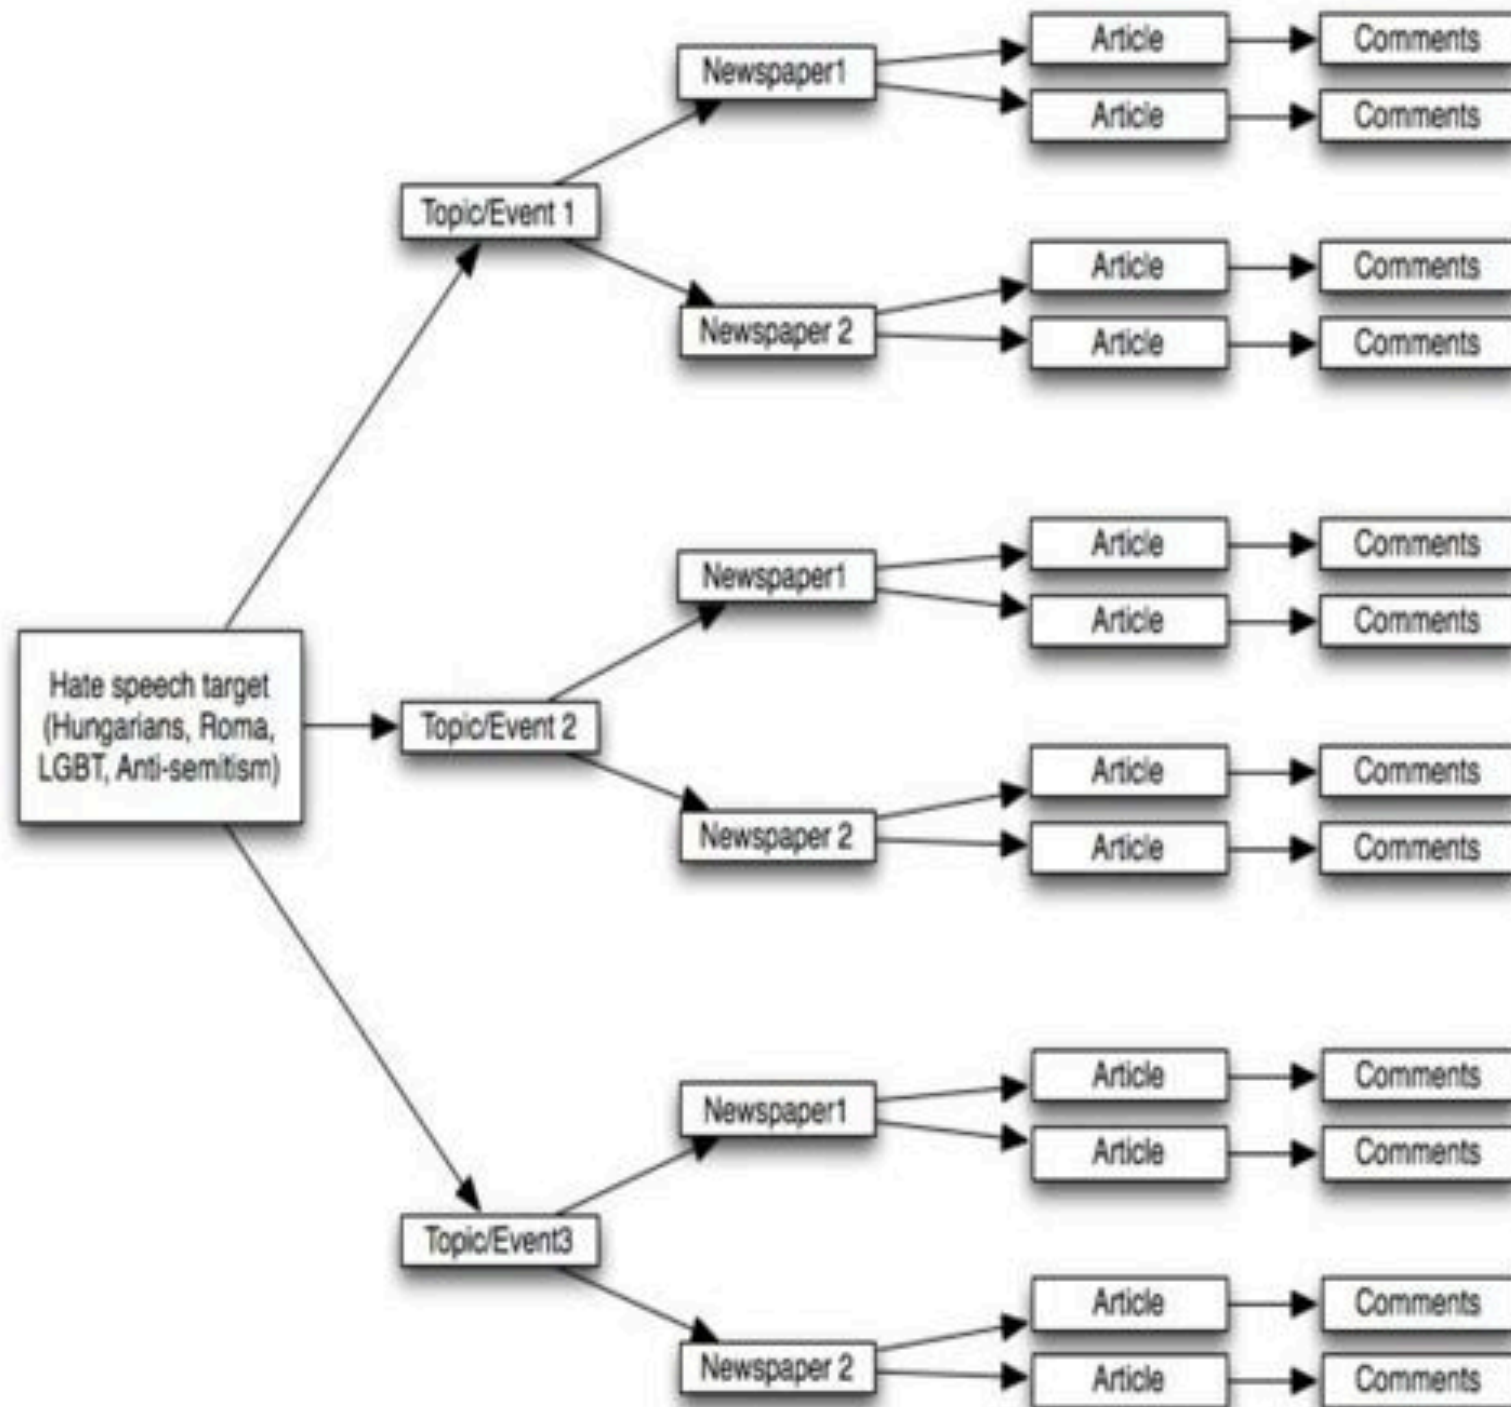 Article
Comments
Newspaper1
Article
Comments
Topic/Event 1
Article
Comments
Newspaper 2
Article
Comments
Article
Comments
Newspaper1
Article
Comments
Hate speech target
(Hungarians, Roma,
LGBT, Anti-semitism)
Topic/Event 2
Article
Comments
Newspaper 2
Article
Comments
Article
Comments
Newspaper1
Article
Comments
Topic/Event3
Article
Comments
Newspaper 2
Article
Comments